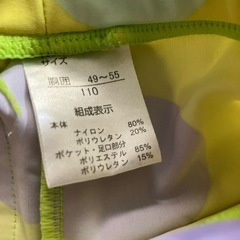 サイズ
胸囲 49〜55
110
組成表示
本体 ナイロン 80%
ポリウレタン 20%
ポケット・足口部分
ポリエステル 85%
ポリウレタン 15%